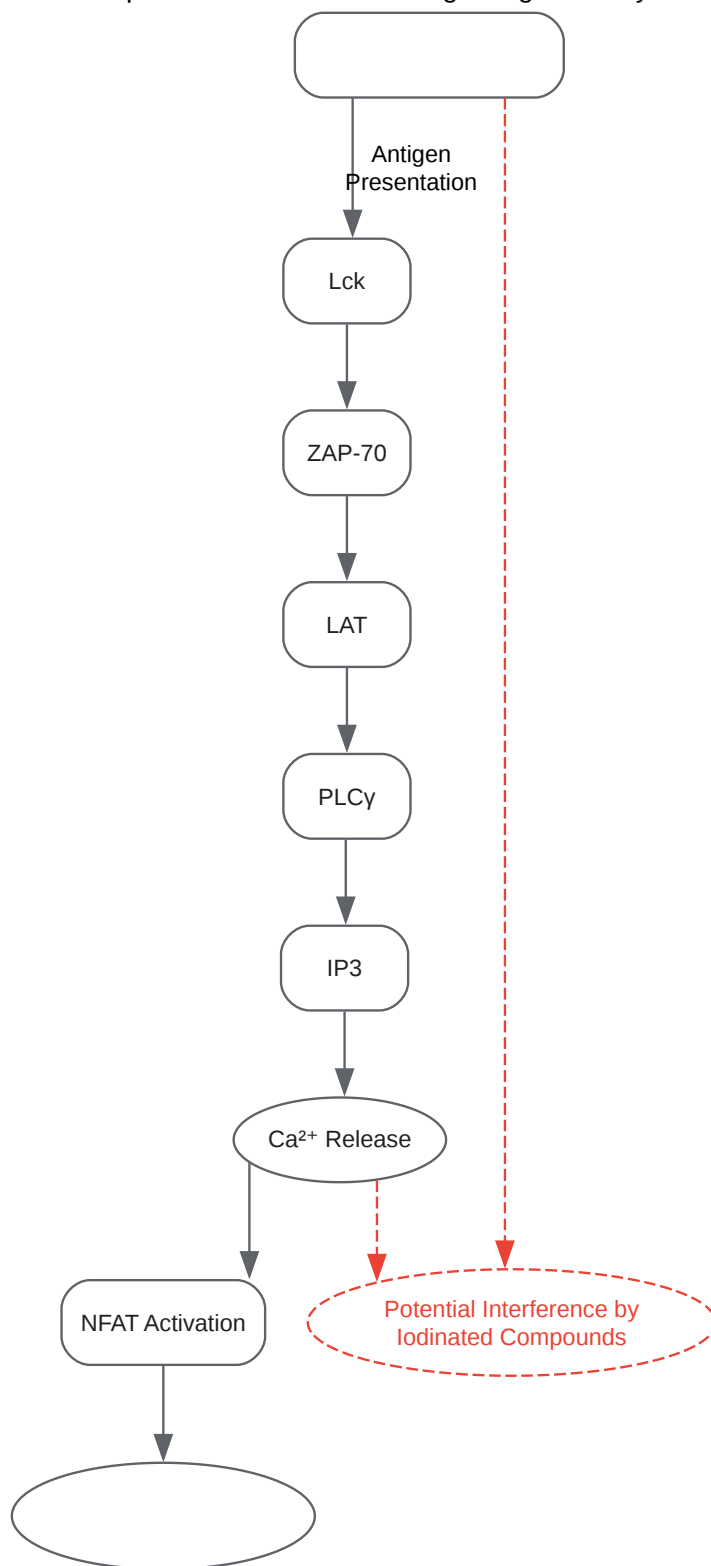 Antigen
Presentation
Lck
ZAP-70
LAT
PLCγ
IP3
Ca²⁺ Release
NFAT Activation
Potential Interference by
Iodinated Compounds